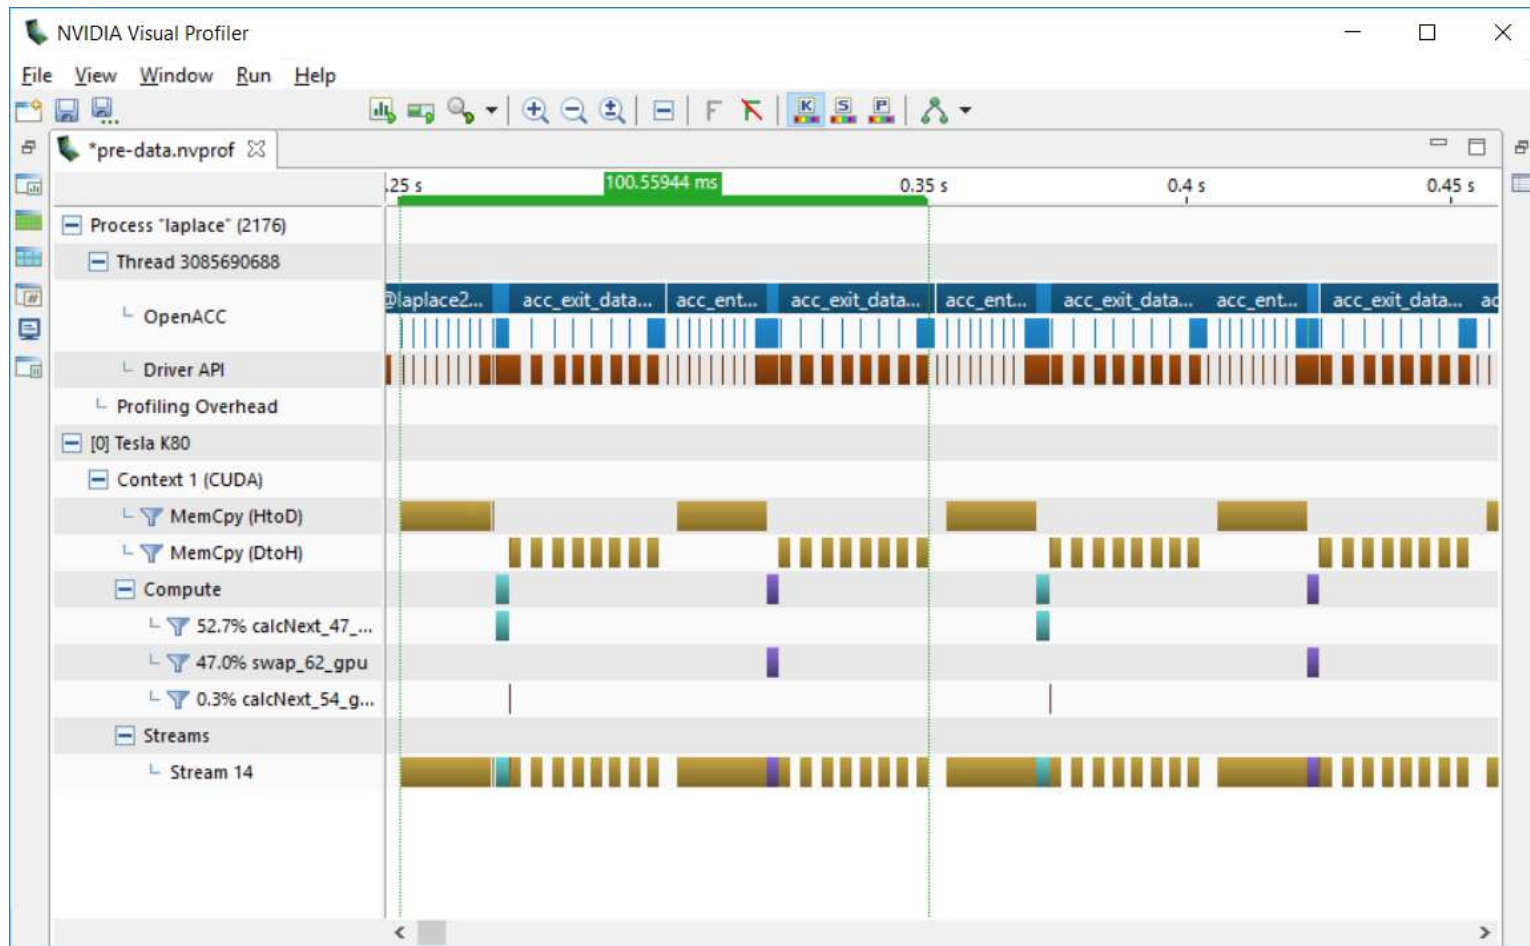 NVIDIA Visual Profiler
File View Window Run Help
F K S P
*pre-data.nvprof
.25 s 100.55944 ms 0.35 s 0.4 s 0.45 s
Process "laplace" (2176)
Thread 3085690688
OpenACC
@laplace2... acc_exit_data... acc_ent... acc_exit_data... acc_ent... acc_exit_data... acc_ent... acc_exit_data... ac
Driver API
Profiling Overhead
[0] Tesla K80
Context 1 (CUDA)
MemCpy (HtoD)
MemCpy (DtoH)
Compute
52.7% calcNext_47_...
47.0% swap_62_gpu
0.3% calcNext_54_g...
Streams
Stream 14